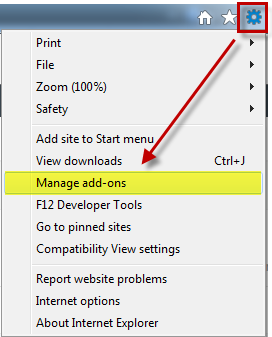 Print
File
Zoom (100%)
Safety
Add site to Start menu
View downloads Ctrl+J
Manage add-ons
F12 Developer Tools
Go to pinned sites
Compatibility View settings
Report website problems
Internet options
About Internet Explorer